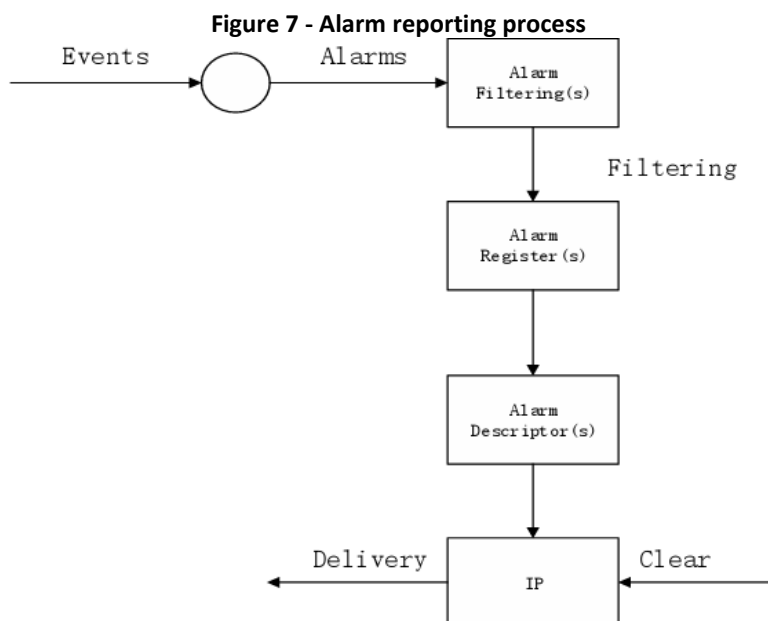 Figure 7 - Alarm reporting process
Events
Alarms
Alarm
Filtering(s)
Filtering
Alarm
Register(s)
Alarm
Descriptor(s)
Delivery
IP
Clear